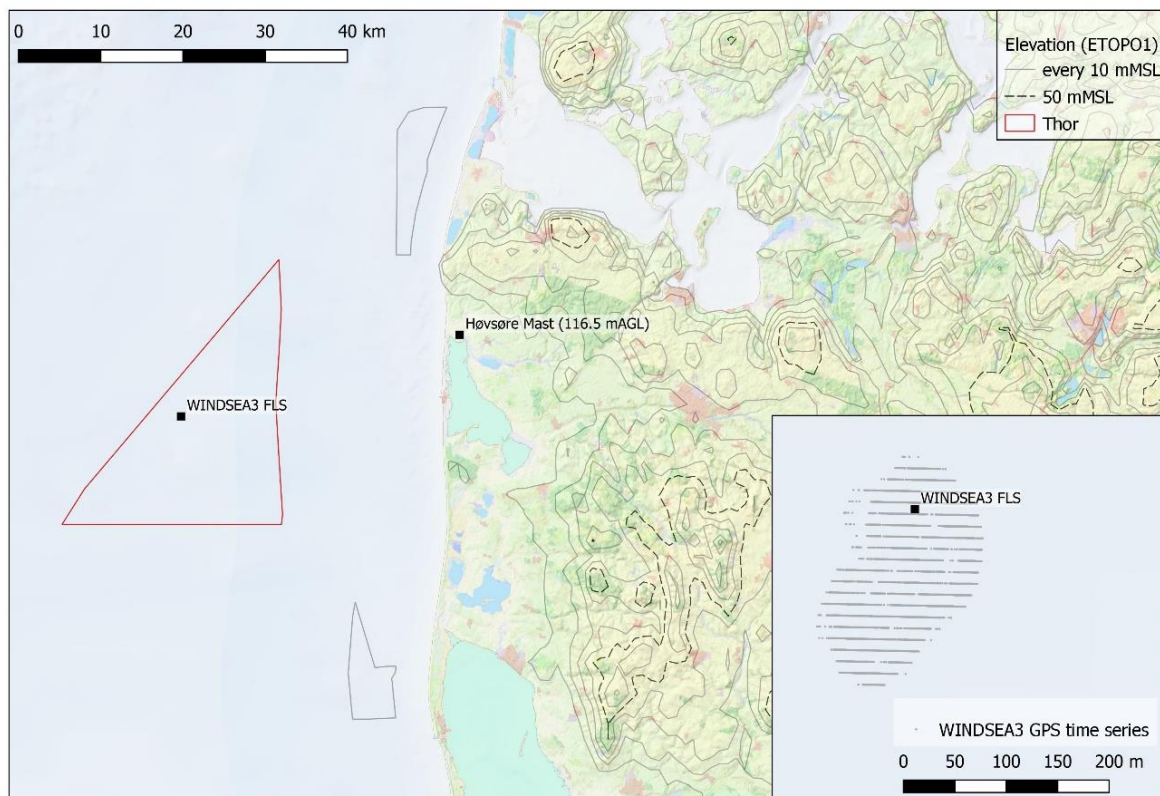 0 10 20 30 40 km
Elevation (ETOPO1)
every 10 mMSL
50 mMSL
Thor
Høvsøre Mast (116.5 mAGL)
WINDSEA3 FLS
WINDSEA3 FLS
WINDSEA3 GPS time series
0 50 100 150 200 m